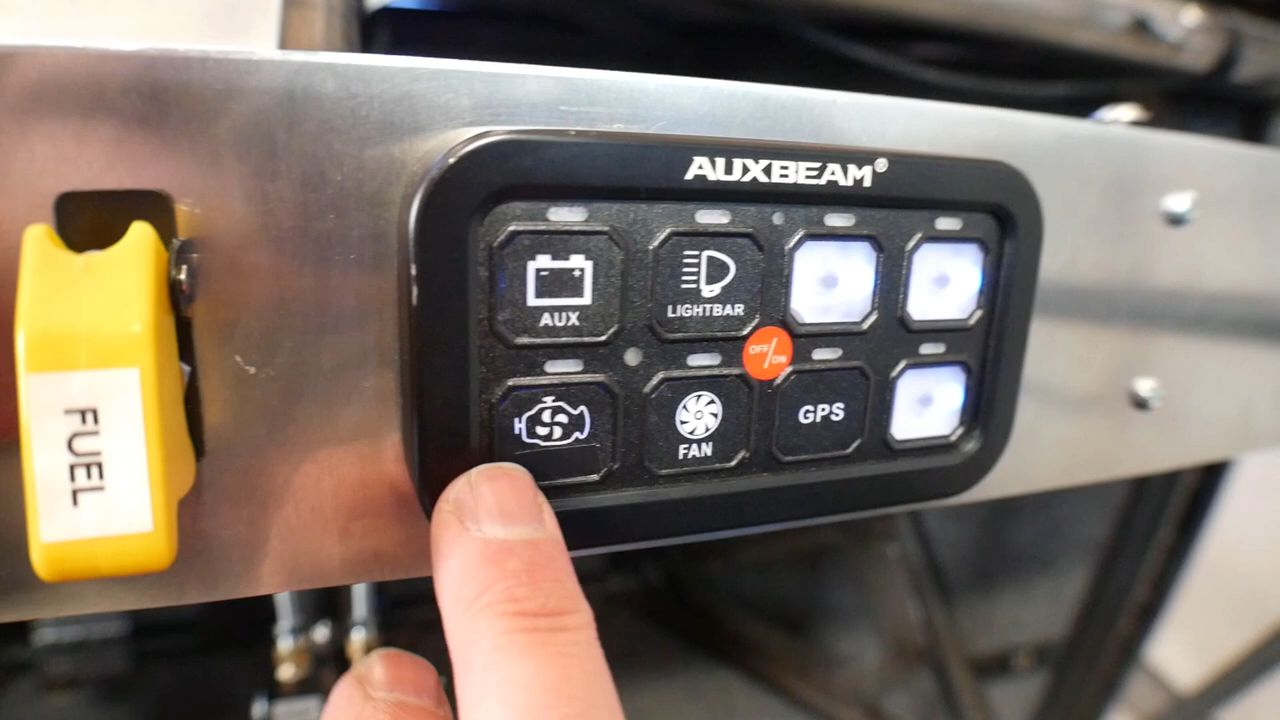 AUXBEAM®
AUX
LIGHTBAR
OFF/ON
FAN
GPS
FUEL